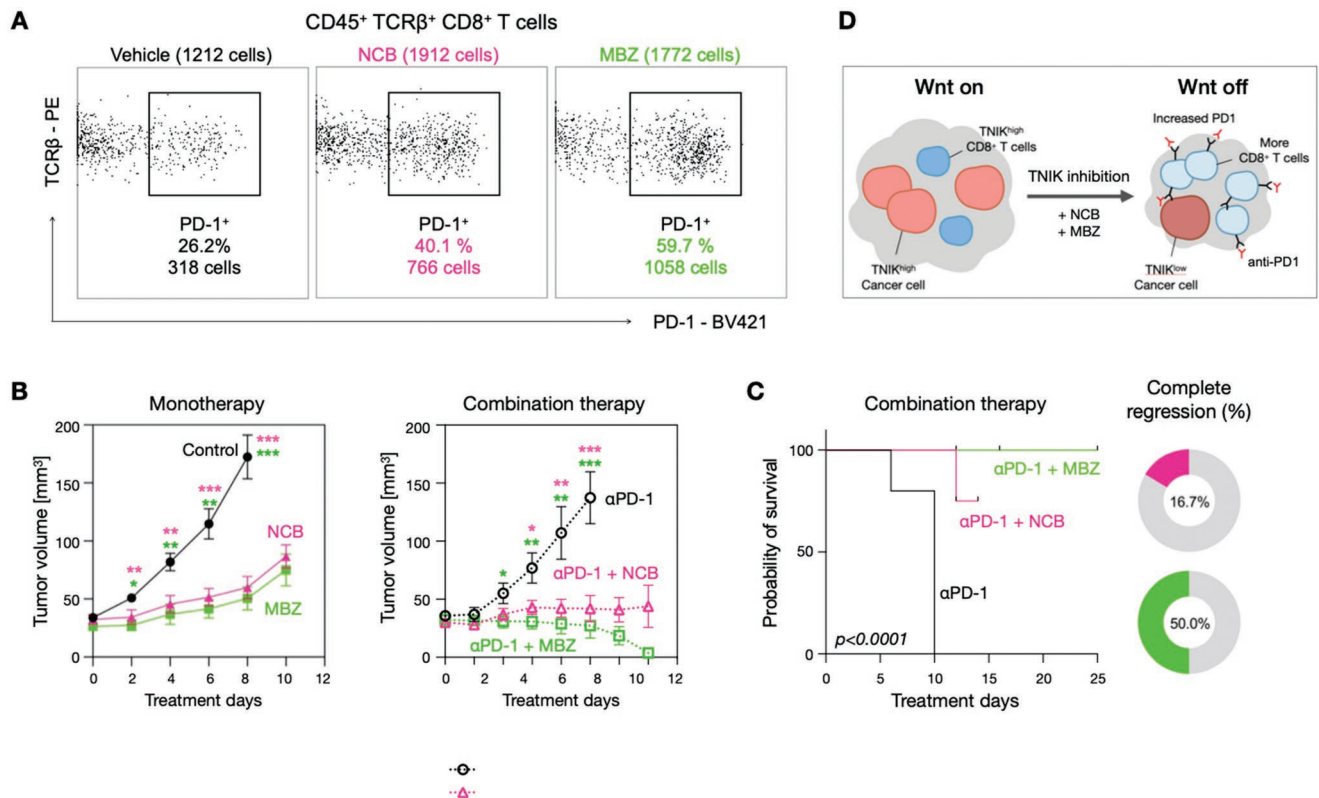 A
CD45⁺ TCRβ⁺ CD8⁺ T cells
Vehicle (1212 cells)
NCB (1912 cells)
MBZ (1772 cells)
TCRβ - PE
PD-1⁺
26.2%
318 cells
PD-1⁺
40.1 %
766 cells
PD-1⁺
59.7 %
1058 cells
PD-1 - BV421
D
Wnt on
Wnt off
TNIKʰⁱᵍʰ
CD8⁺ T cells
TNIKʰⁱᵍʰ
Cancer cell
TNIK inhibition
+ NCB
+ MBZ
Increased PD1
More
CD8⁺ T cells
anti-PD1
TNIKˡᵒʷ
Cancer cell
B
Monotherapy
Tumor volume [mm³]
200
150
100
50
0
Control
***
***
***
**
**
**
**
*
NCB
MBZ
0 2 4 6 8 10 12
Treatment days
Combination therapy
Tumor volume [mm³]
200
150
100
50
0
***
***
**
**
*
**
*
αPD-1
αPD-1 + NCB
αPD-1 + MBZ
0 2 4 6 8 10 12
Treatment days
C
Combination therapy
Probability of survival
100
50
0
αPD-1 + MBZ
αPD-1 + NCB
αPD-1
p<0.0001
0 5 10 15 20 25
Treatment days
Complete
regression (%)
16.7%
50.0%